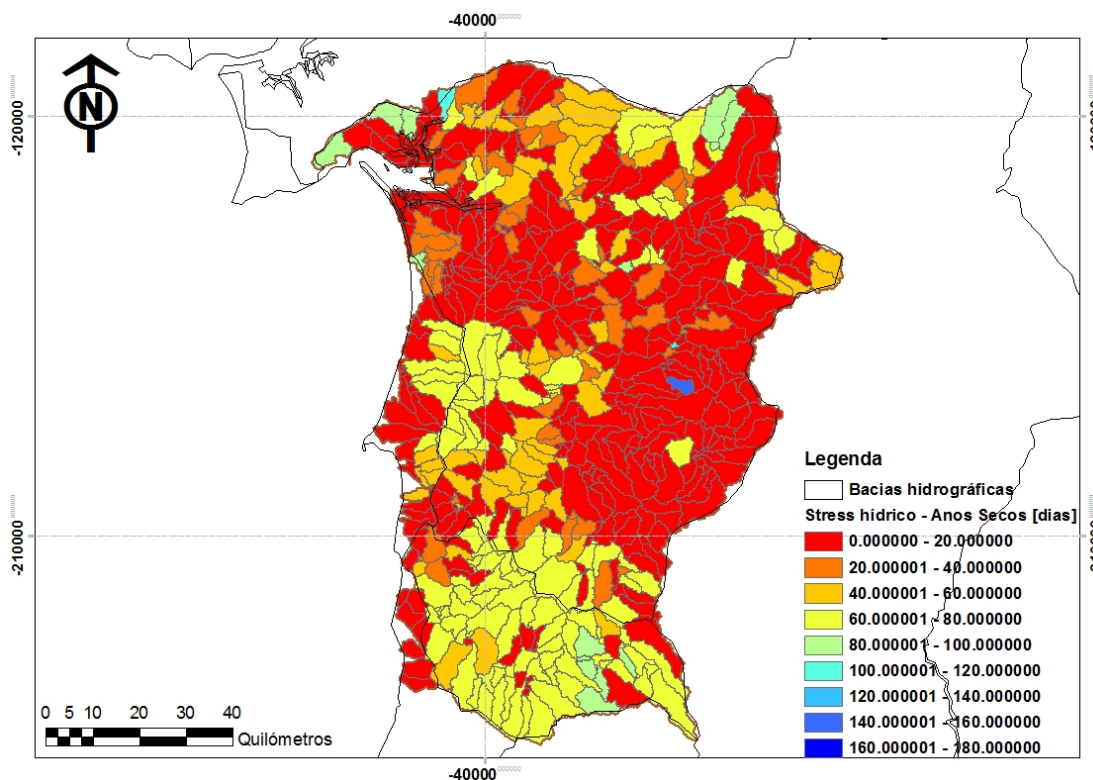 -40000,000000
N
-120000
Legenda
Bacias hidrográficas
Stress hídrico - Anos Secos [dias]
0.000000 - 20.000000
20.000001 - 40.000000
40.000001 - 60.000000
60.000001 - 80.000000
80.000001 - 100.000000
100.000001 - 120.000000
120.000001 - 140.000000
140.000001 - 160.000000
160.000001 - 180.000000
-210000
0 5 10 20 30 40
Quilómetros
-40000,000000